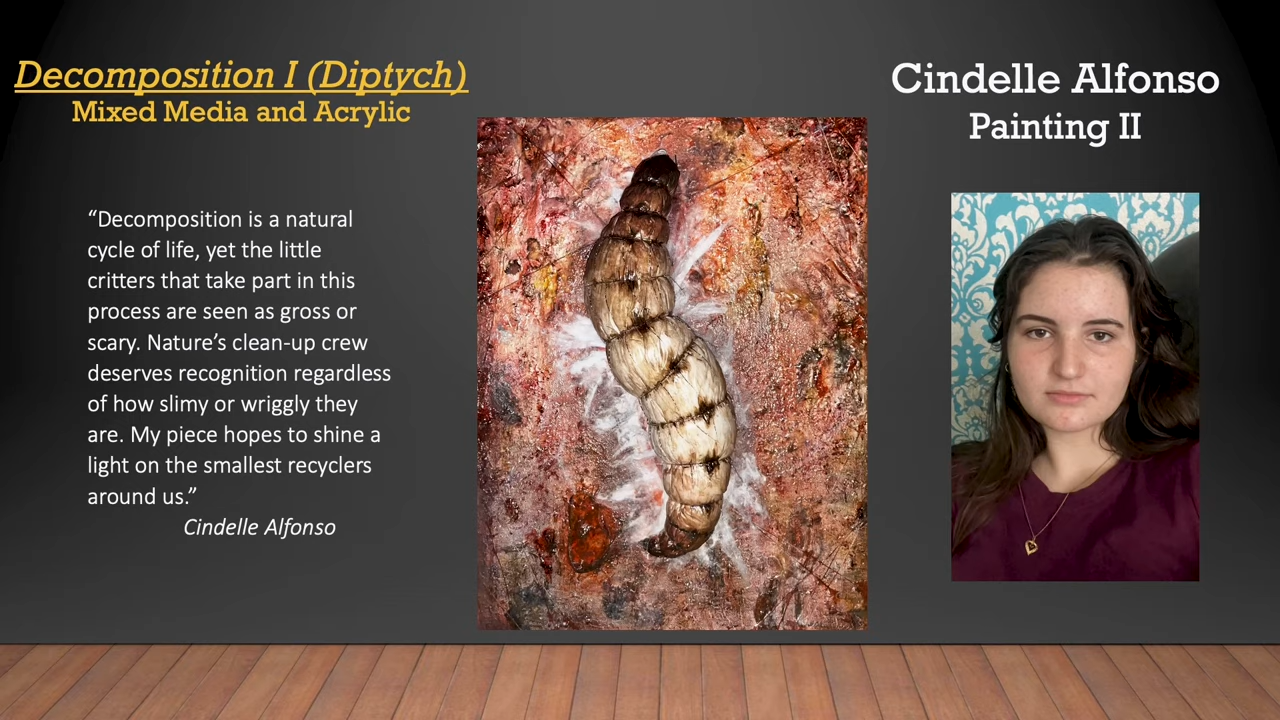 Decomposition I (Diptych)
Mixed Media and Acrylic
“Decomposition is a natural
cycle of life, yet the little
critters that take part in this
process are seen as gross or
scary. Nature’s clean-up crew
deserves recognition regardless
of how slimy or wriggly they
are. My piece hopes to shine a
light on the smallest recyclers
around us.”
Cindelle Alfonso
Cindelle Alfonso
Painting II